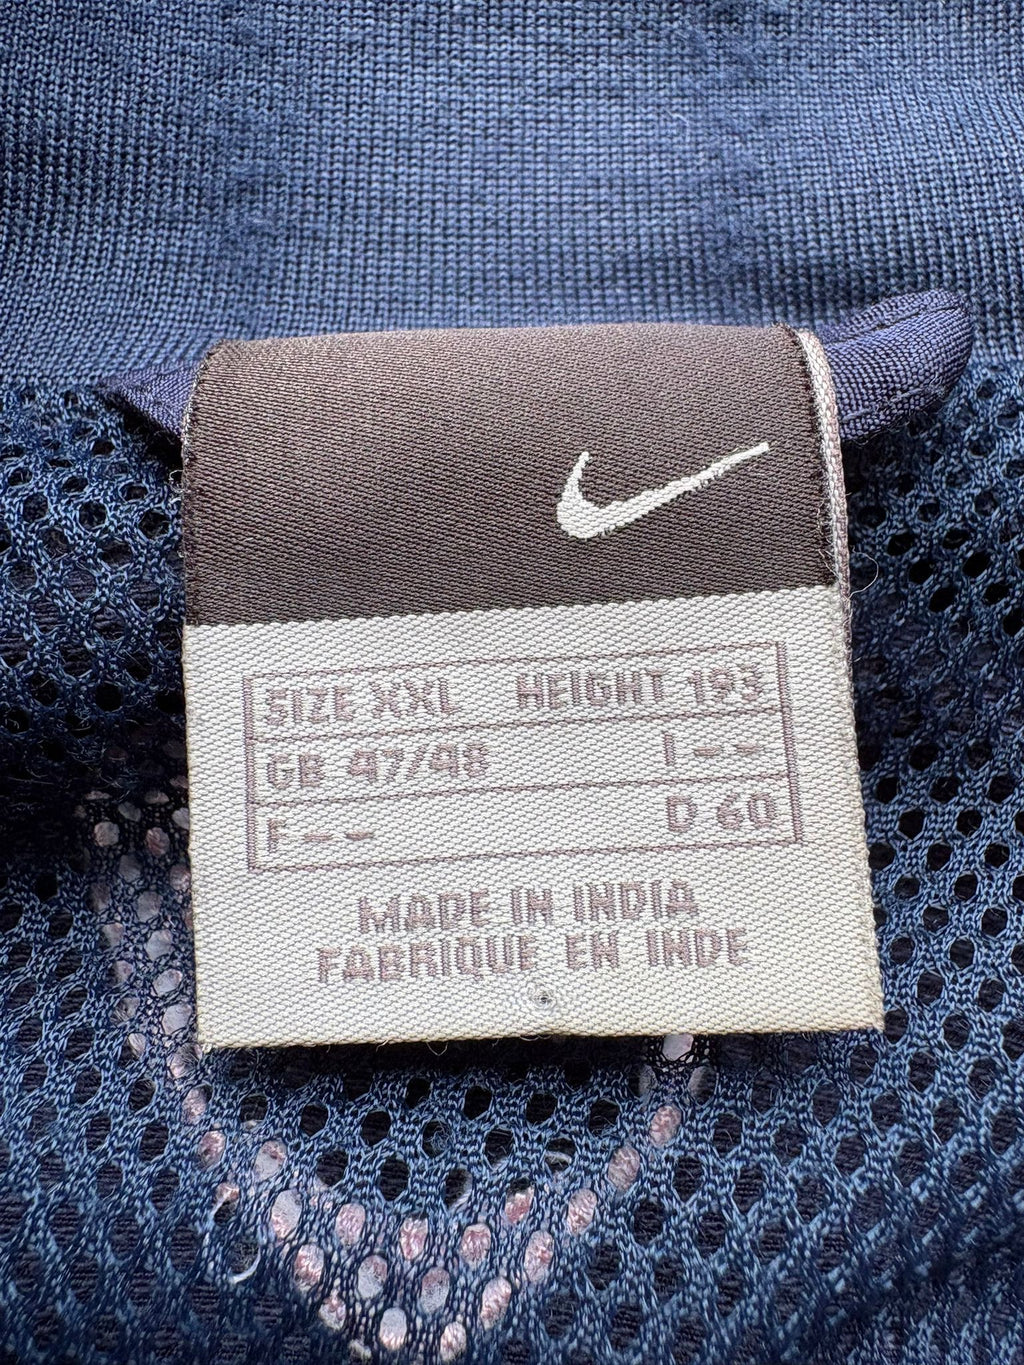 SIZE XXL HEIGHT 193
GB 47/48 I --
F -- D 60
MADE IN INDIA
FABRIQUE EN INDE